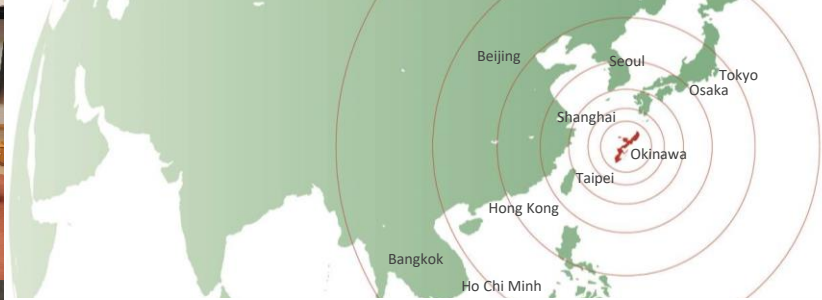 Beijing
Seoul
Tokyo
Osaka
Shanghai
Okinawa
Taipei
Hong Kong
Bangkok
Ho Chi Minh